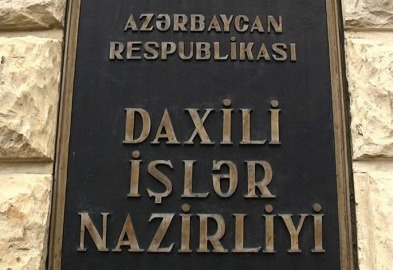 AZƏRBAYCAN
RESPUBLİKASI
DAXİLİ
İŞLƏR
NAZİRLİYİ